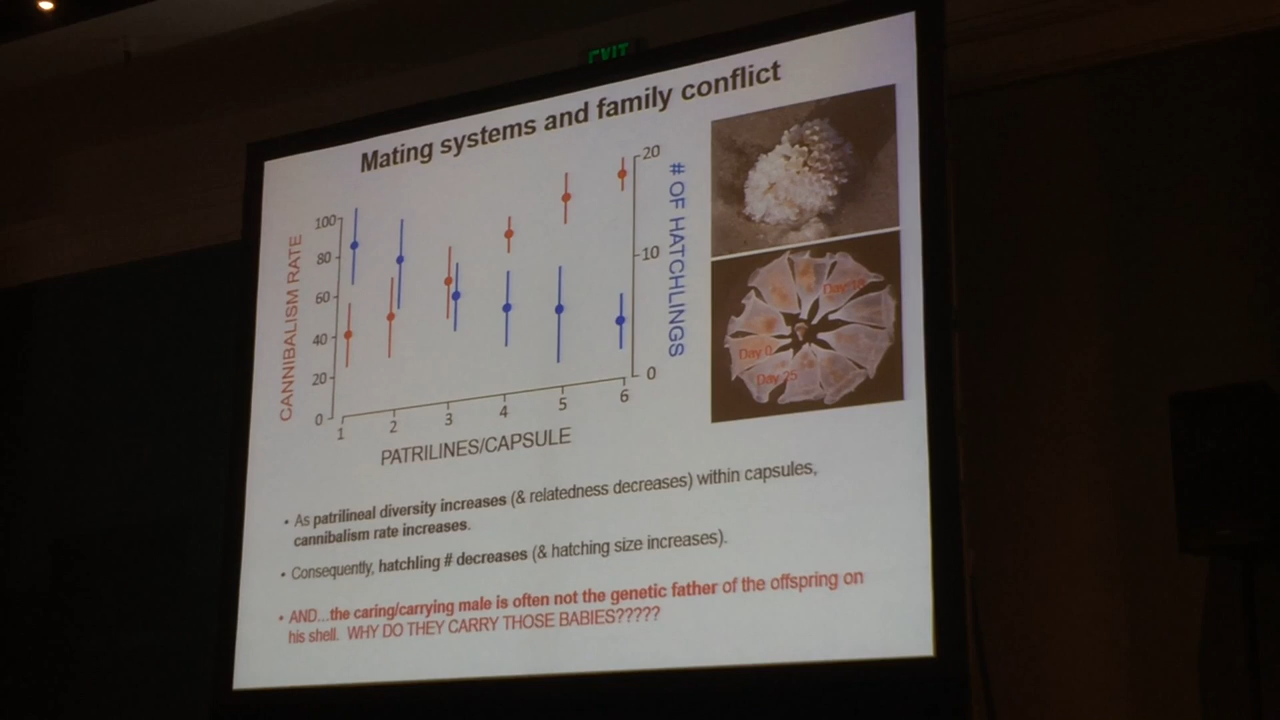 EXIT
Mating systems and family conflict
20
100
80
60
40
20
0
CANNIBALISM RATE
10
0
# OF HATCHLINGS
1 2 3 4 5 6
PATRILINES/CAPSULE
Day 18
Day 0
Day 25
• As patrilineal diversity increases (& relatedness decreases) within capsules,
cannibalism rate increases.
• Consequently, hatchling # decreases (& hatching size increases).
• AND...the caring/carrying male is often not the genetic father of the offspring on
his shell. WHY DO THEY CARRY THOSE BABIES?????